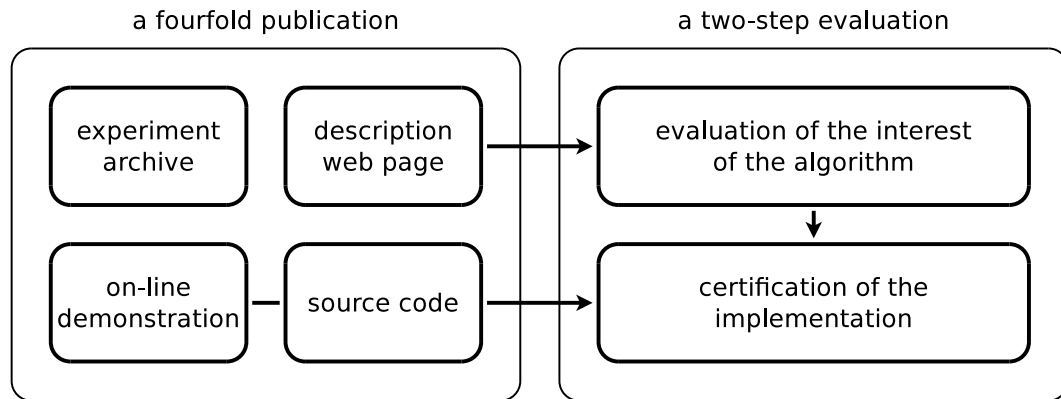 a fourfold publication
a two-step evaluation
experiment
archive
description
web page
evaluation of the interest
of the algorithm
on-line
demonstration
source code
certification of the
implementation